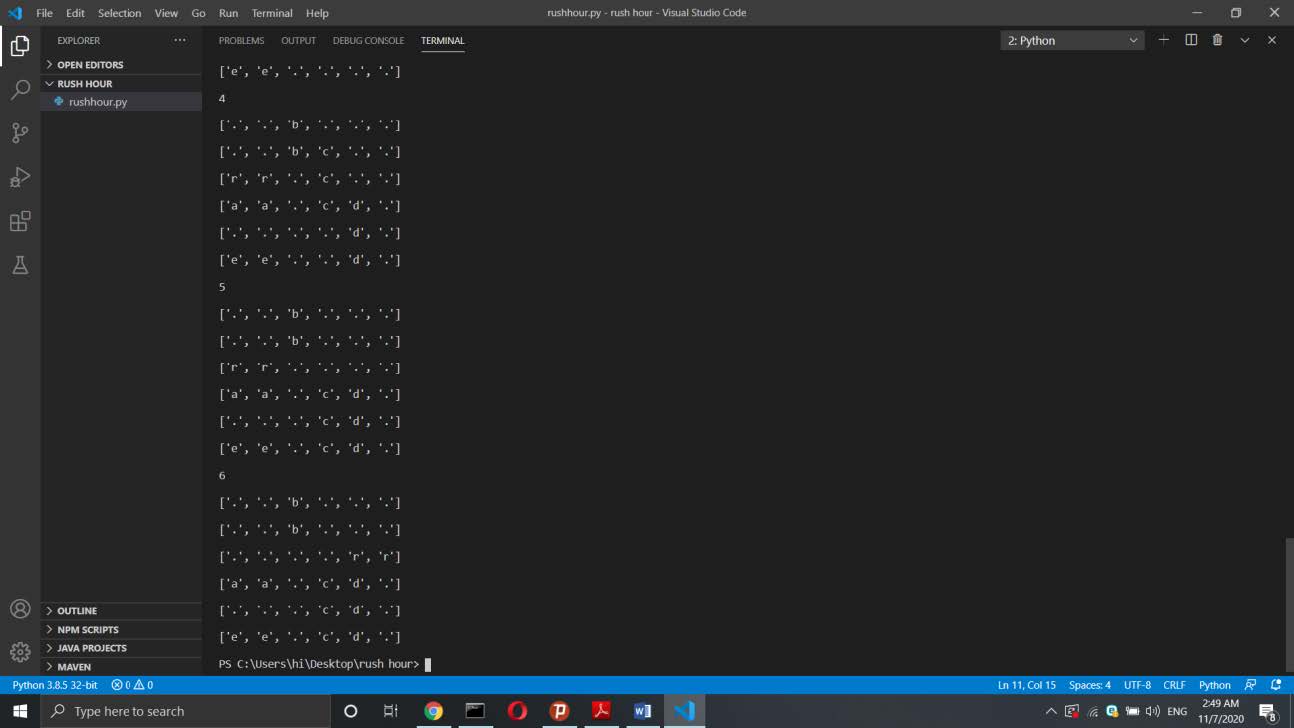 File Edit Selection View Go Run Terminal Help
rushhour.py - rush hour - Visual Studio Code
EXPLORER
OPEN EDITORS
RUSH HOUR
rushhour.py
PROBLEMS OUTPUT DEBUG CONSOLE TERMINAL
2: Python
['e', 'e', '.', '.', '.', '.']
4
['.', '.', 'b', '.', '.', '.']
['.', '.', 'b', 'c', '.', '.']
['r', 'r', '.', 'c', '.', '.']
['a', 'a', '.', 'c', 'd', '.']
['.', '.', '.', '.', 'd', '.']
['e', 'e', '.', '.', 'd', '.']
5
['.', '.', 'b', '.', '.', '.']
['.', '.', 'b', '.', '.', '.']
['r', 'r', '.', '.', '.', '.']
['a', 'a', '.', 'c', 'd', '.']
['.', '.', '.', 'c', 'd', '.']
['e', 'e', '.', 'c', 'd', '.']
6
['.', '.', 'b', '.', '.', '.']
['.', '.', 'b', '.', '.', '.']
['.', '.', '.', '.', 'r', 'r']
['a', 'a', '.', 'c', 'd', '.']
['.', '.', '.', 'c', 'd', '.']
['e', 'e', '.', 'c', 'd', '.']
PS C:\Users\hi\Desktop\rush hour>
OUTLINE
NPM SCRIPTS
JAVA PROJECTS
MAVEN
Python 3.8.5 32-bit 0 0
Ln 11, Col 15 Spaces: 4 UTF-8 CRLF Python
Type here to search
ENG
2:49 AM
11/7/2020
8